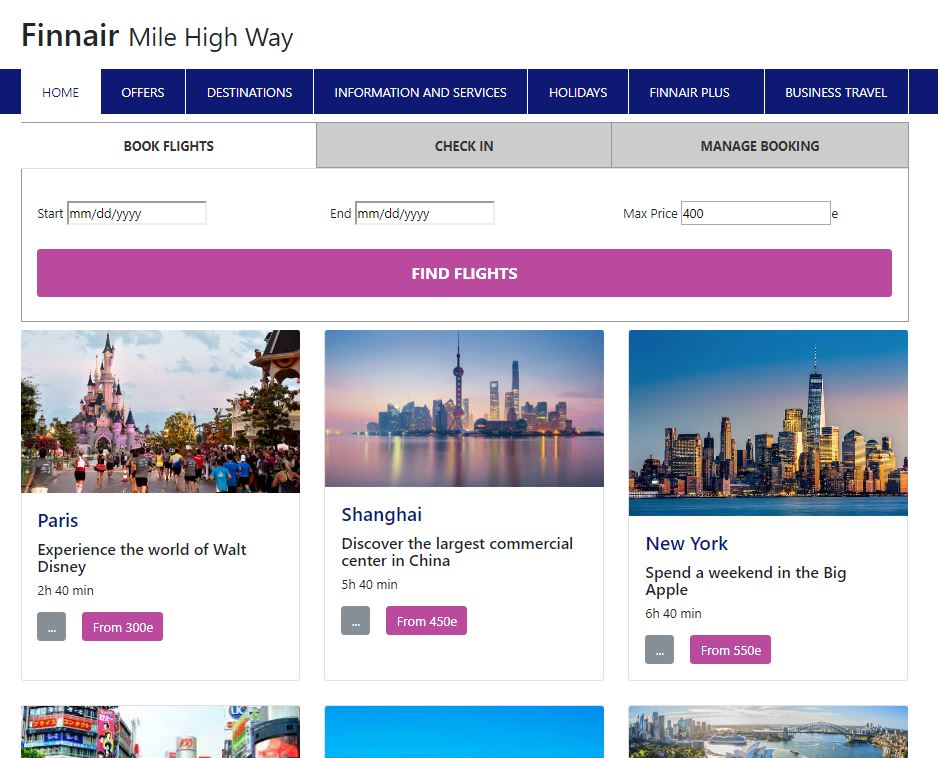 Finnair Mile High Way
HOME OFFERS DESTINATIONS INFORMATION AND SERVICES HOLIDAYS FINNAIR PLUS BUSINESS TRAVEL
BOOK FLIGHTS CHECK IN MANAGE BOOKING
Start mm/dd/yyyy End mm/dd/yyyy Max Price 400 e
FIND FLIGHTS
Paris
Experience the world of Walt
Disney
2h 40 min
... From 300e
Shanghai
Discover the largest commercial
center in China
5h 40 min
... From 450e
New York
Spend a weekend in the Big
Apple
6h 40 min
... From 550e